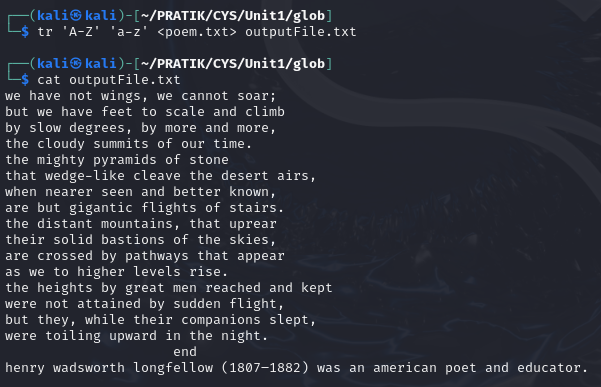 ┌──(kali㉿kali)-[~/PRATIK/CYS/Unit1/glob]
└─$ tr 'A-Z' 'a-z' <poem.txt> outputFile.txt
┌──(kali㉿kali)-[~/PRATIK/CYS/Unit1/glob]
└─$ cat outputFile.txt
we have not wings, we cannot soar;
but we have feet to scale and climb
by slow degrees, by more and more,
the cloudy summits of our time.
the mighty pyramids of stone
that wedge-like cleave the desert airs,
when nearer seen and better known,
are but gigantic flights of stairs.
the distant mountains, that uprear
their solid bastions of the skies,
are crossed by pathways that appear
as we to higher levels rise.
the heights by great men reached and kept
were not attained by sudden flight,
but they, while their companions slept,
were toiling upward in the night.
end
henry wadsworth longfellow (1807–1882) was an american poet and educator.